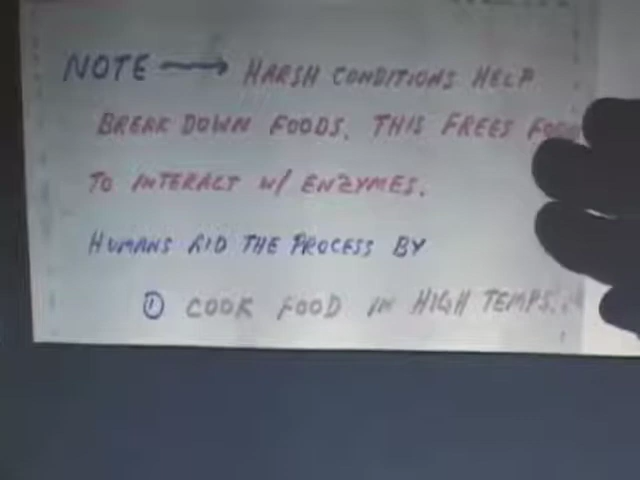 NOTE → HARSH CONDITIONS HELP
BREAK DOWN FOODS. THIS FREES FOOD
TO INTERACT W/ ENZYMES.
HUMANS AID THE PROCESS BY
① COOK FOOD IN HIGH TEMPS.